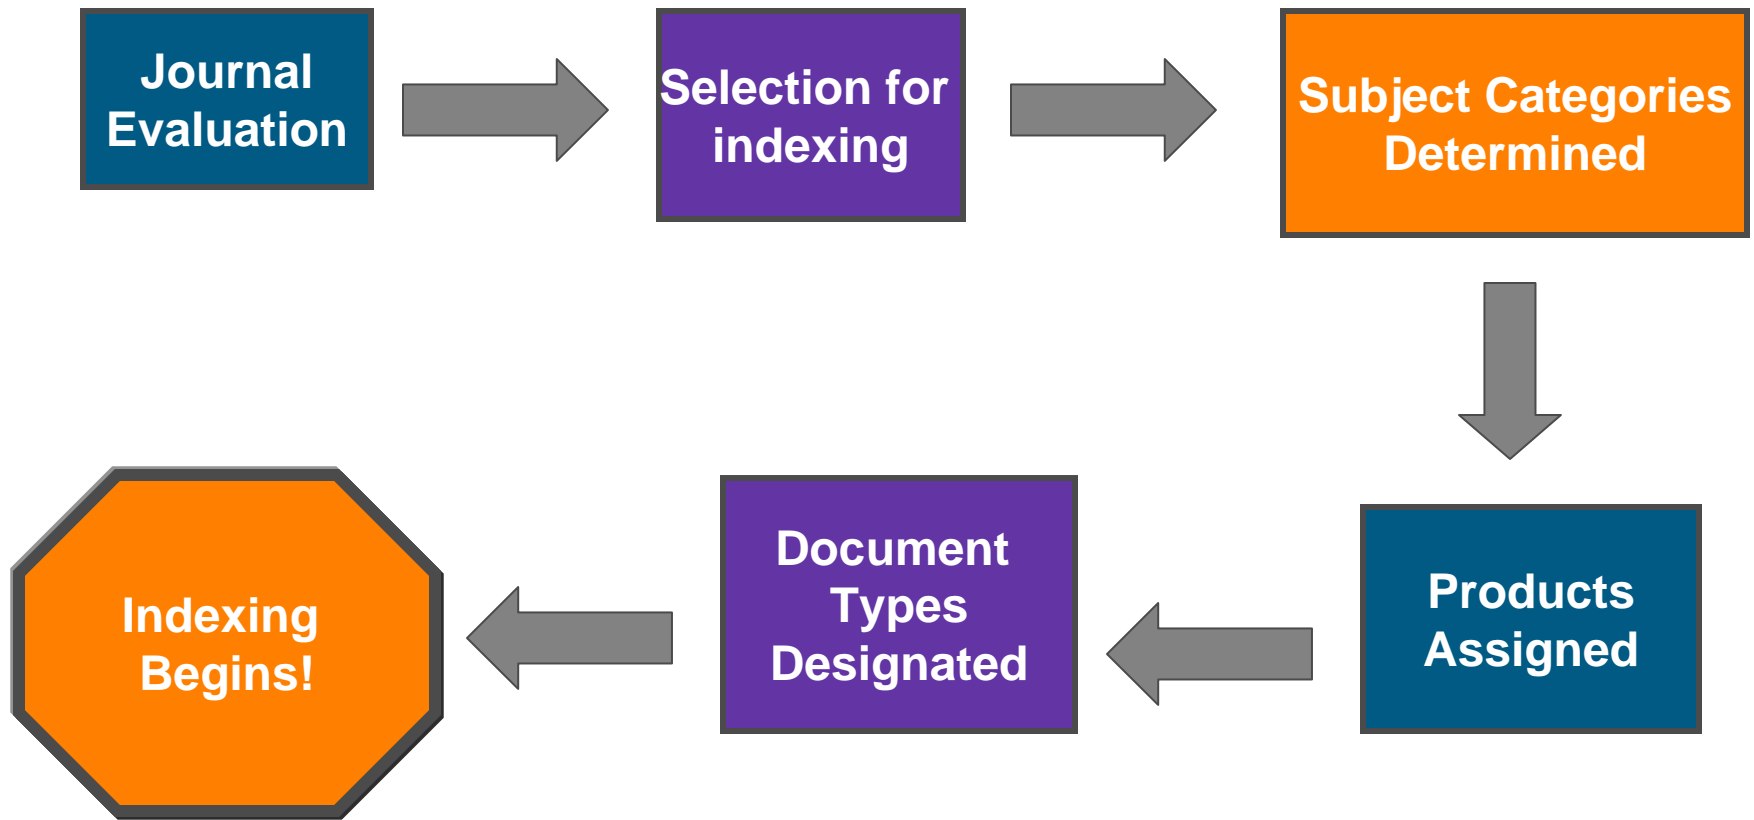 Journal
Evaluation
Selection for
indexing
Subject Categories
Determined
Products
Assigned
Document
Types
Designated
Indexing
Begins!